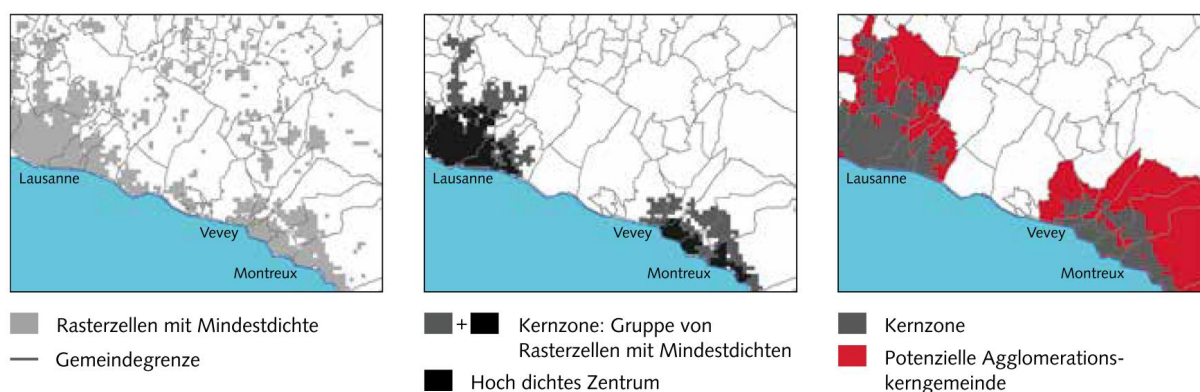 Lausanne
Vevey
Montreux
Rasterzellen mit Mindestdichte
Gemeindegrenze
Lausanne
Vevey
Montreux
+
Kernzone: Gruppe von
Rasterzellen mit Mindestdichten
Hoch dichtes Zentrum
Lausanne
Vevey
Montreux
Kernzone
Potenzielle Agglomerations-
kerngemeinde